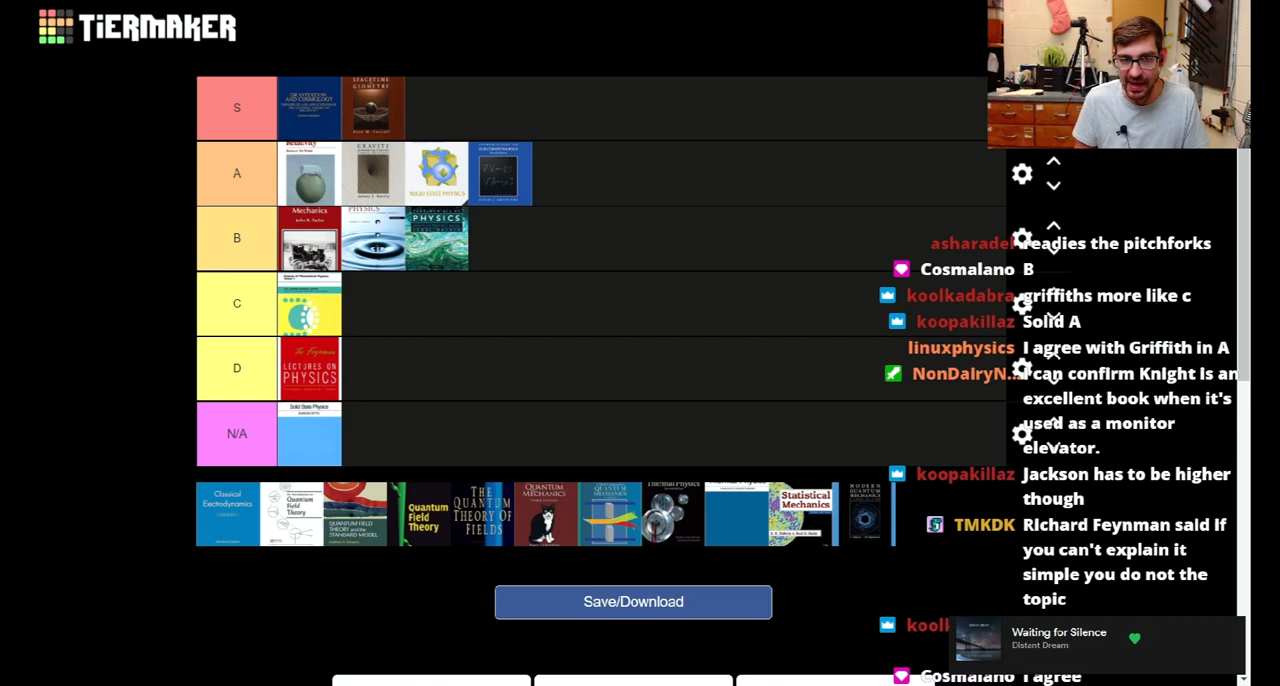 TIERMAKER
S
GRAVITATION
AND COSMOLOGY
SPACETIME
AND
GEOMETRY
A
Relativity
GRAVITY
SOLID STATE PHYSICS
ELECTRODYNAMICS
B
Mechanics
John R. Taylor
PHYSICS
PHYSICS
C
D
the Feynman
LECTURES ON
PHYSICS
N/A
Solid State Physics
Classical
Electrodynamics
Quantum
Field
Theory
QUANTUM FIELD
THEORY AND THE
STANDARD MODEL
Quantum
Field
Theory
THE
QUANTUM
THEORY OF
FIELDS
QUANTUM
MECHANICS
QUANTUM
MECHANICS
Thermal Physics
Statistical
Mechanics
MODERN
QUANTUM
MECHANICS
Save/Download
asharadel readies the pitchforks
Cosmalano B
koolkadabra griffiths more like c
koopakillaz Solid A
linuxphysics I agree with Griffith in A
NonDairyN... I can confirm Knight is an
excellent book when it's
used as a monitor
elevator.
koopakillaz Jackson has to be higher
though
TMKDK Richard Feynman said if
you can't explain it
simple you do not the
topic
kool
Waiting for Silence
Distant Dream
Cosmalano I agree